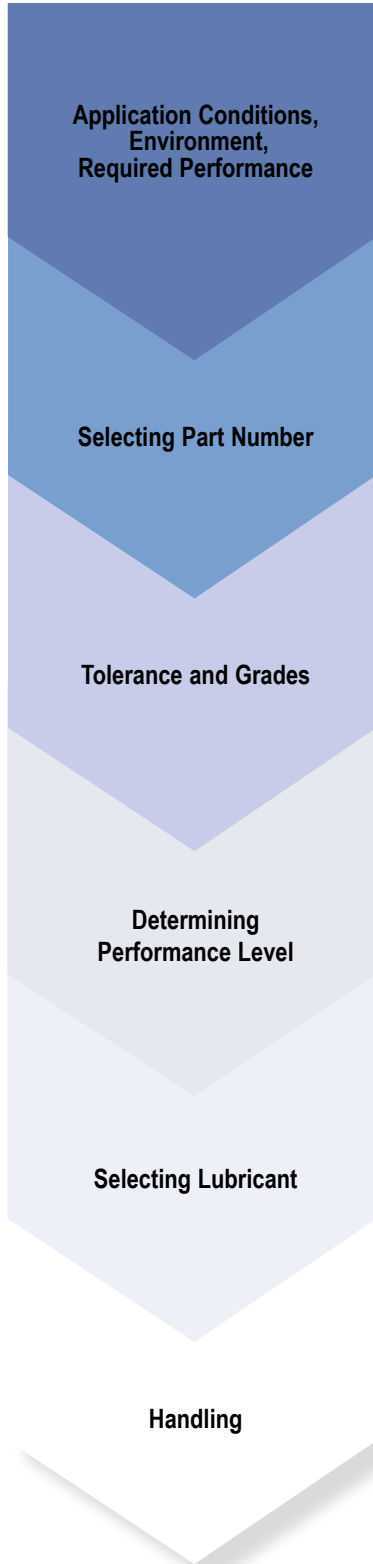 Application Conditions,
Environment,
Required Performance
Selecting Part Number
Tolerance and Grades
Determining
Performance Level
Selecting Lubricant
Handling